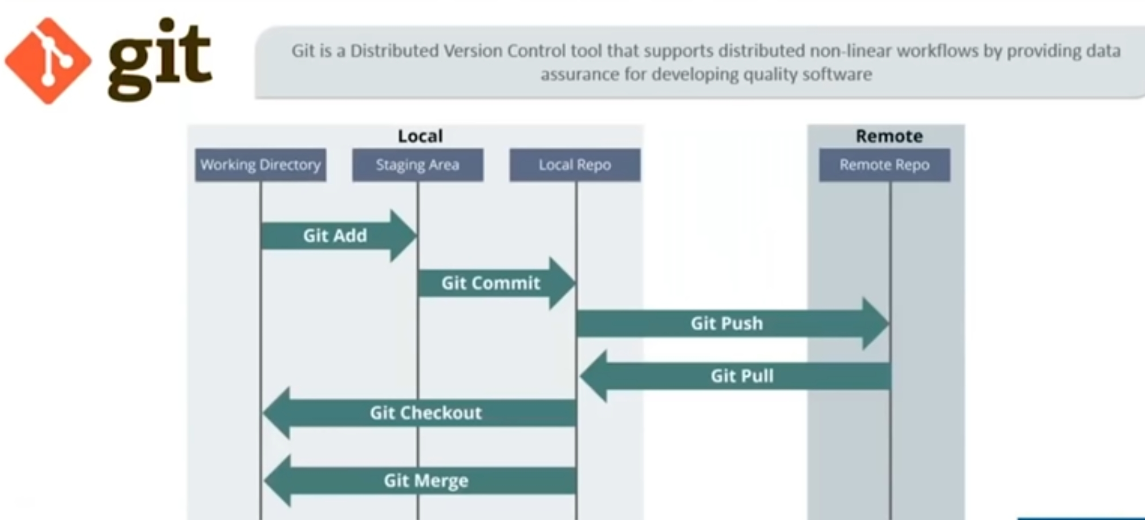 git
Git is a Distributed Version Control tool that supports distributed non-linear workflows by providing data
assurance for developing quality software
Local
Remote
Working Directory
Staging Area
Local Repo
Remote Repo
Git Add
Git Commit
Git Push
Git Pull
Git Checkout
Git Merge